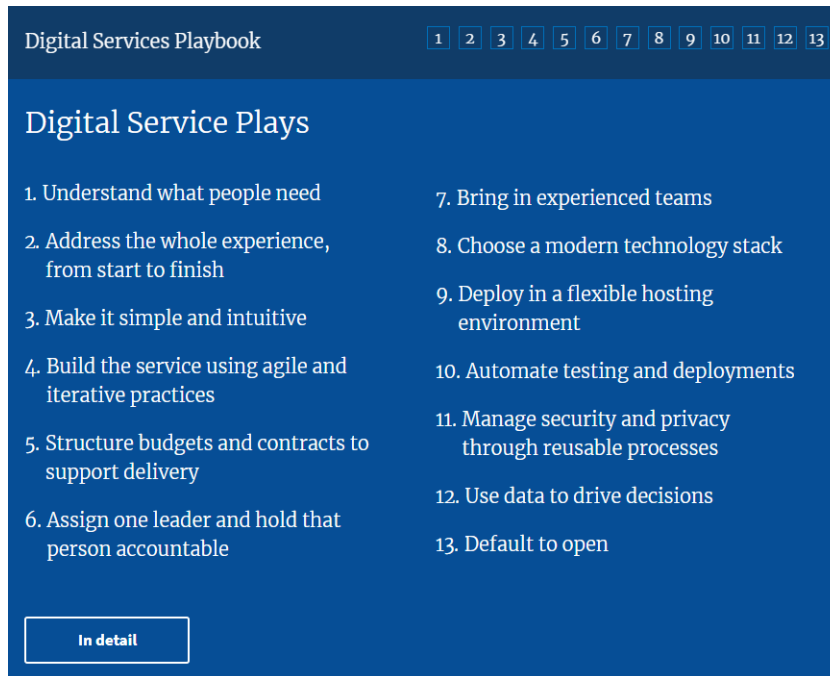 Digital Services Playbook
1 2 3 4 5 6 7 8 9 10 11 12 13
Digital Service Plays
1. Understand what people need
2. Address the whole experience,
from start to finish
3. Make it simple and intuitive
4. Build the service using agile and
iterative practices
5. Structure budgets and contracts to
support delivery
6. Assign one leader and hold that
person accountable
7. Bring in experienced teams
8. Choose a modern technology stack
9. Deploy in a flexible hosting
environment
10. Automate testing and deployments
11. Manage security and privacy
through reusable processes
12. Use data to drive decisions
13. Default to open
In detail